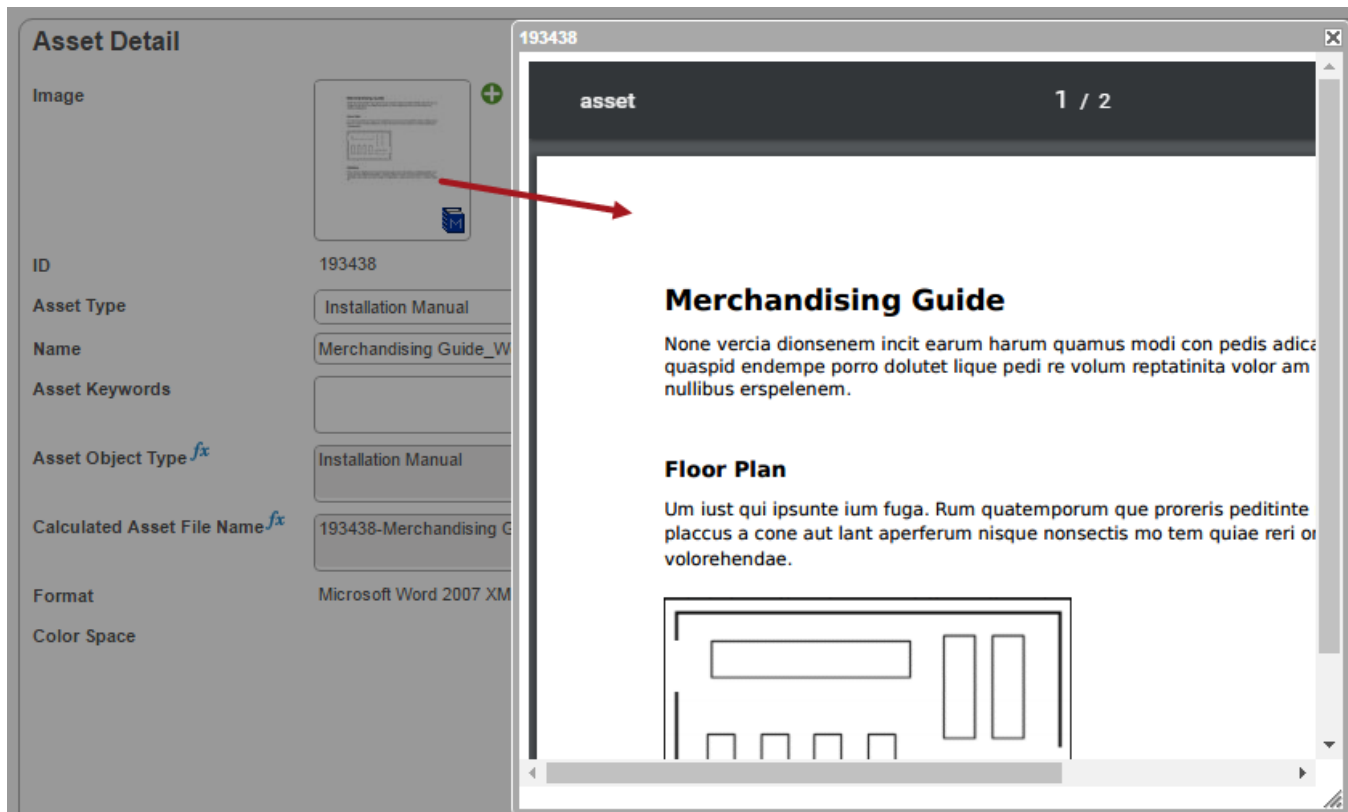 Asset Detail
Image
ID
193438
Asset Type
Installation Manual
Name
Merchandising Guide_W
Asset Keywords
Asset Object Type fx
Installation Manual
Calculated Asset File Name fx
193438-Merchandising G
Format
Microsoft Word 2007 XM
Color Space
193438
asset
1 / 2
Merchandising Guide
None vercia dionsenem incit earum harum quamus modi con pedis adica
quaspid endempe porro dolutet lique pedi re volum reptatinita volor am
nullibus erspelenem.
Floor Plan
Um iust qui ipsunte ium fuga. Rum quatemporum que proreris peditinte
placcus a cone aut lant aperferum nisque nonsectis mo tem quiae reri or
volorehendae.